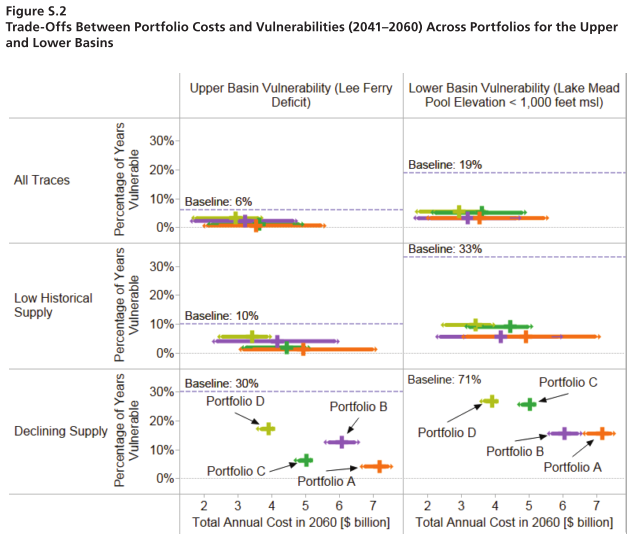 Figure S.2
Trade-Offs Between Portfolio Costs and Vulnerabilities (2041–2060) Across Portfolios for the Upper
and Lower Basins
Upper Basin Vulnerability (Lee Ferry
Deficit)
Lower Basin Vulnerability (Lake Mead
Pool Elevation < 1,000 feet msl)
All Traces
Percentage of Years
Vulnerable
30%
20%
10%
0%
Baseline: 6%
Baseline: 19%
Low Historical
Supply
Percentage of Years
Vulnerable
30%
20%
10%
0%
Baseline: 10%
Baseline: 33%
Declining Supply
Percentage of Years
Vulnerable
30%
20%
10%
0%
Baseline: 30%
Portfolio D
Portfolio B
Portfolio C
Portfolio A
Baseline: 71%
Portfolio C
Portfolio D
Portfolio B
Portfolio A
2 3 4 5 6 7
Total Annual Cost in 2060 [$ billion]
2 3 4 5 6 7
Total Annual Cost in 2060 [$ billion]